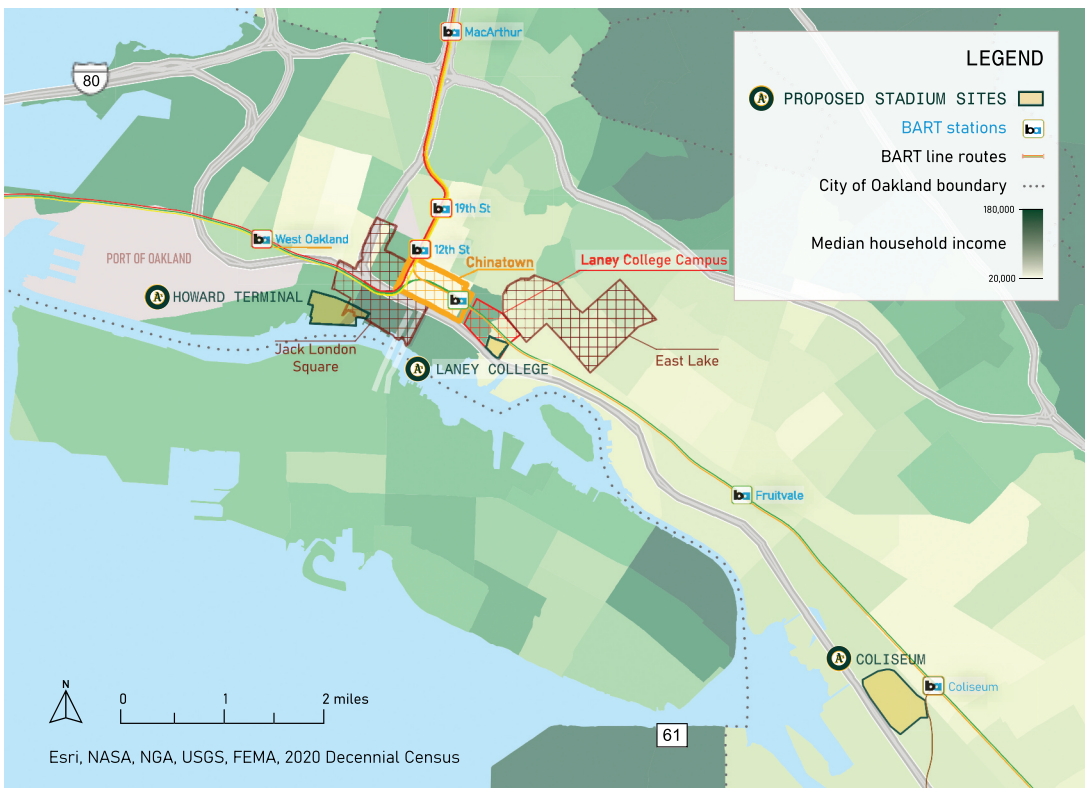 MacArthur
80
LEGEND
A's PROPOSED STADIUM SITES
ba
BART stations
BART line routes
City of Oakland boundary
180,000
Median household income
20,000
19th St
West Oakland
12th St
PORT OF OAKLAND
Chinatown
Laney College Campus
A's HOWARD TERMINAL
Jack London
Square
East Lake
A's LANEY COLLEGE
Fruitvale
A's COLISEUM
Coliseum
N
0 1 2 miles
61
Esri, NASA, NGA, USGS, FEMA, 2020 Decennial Census